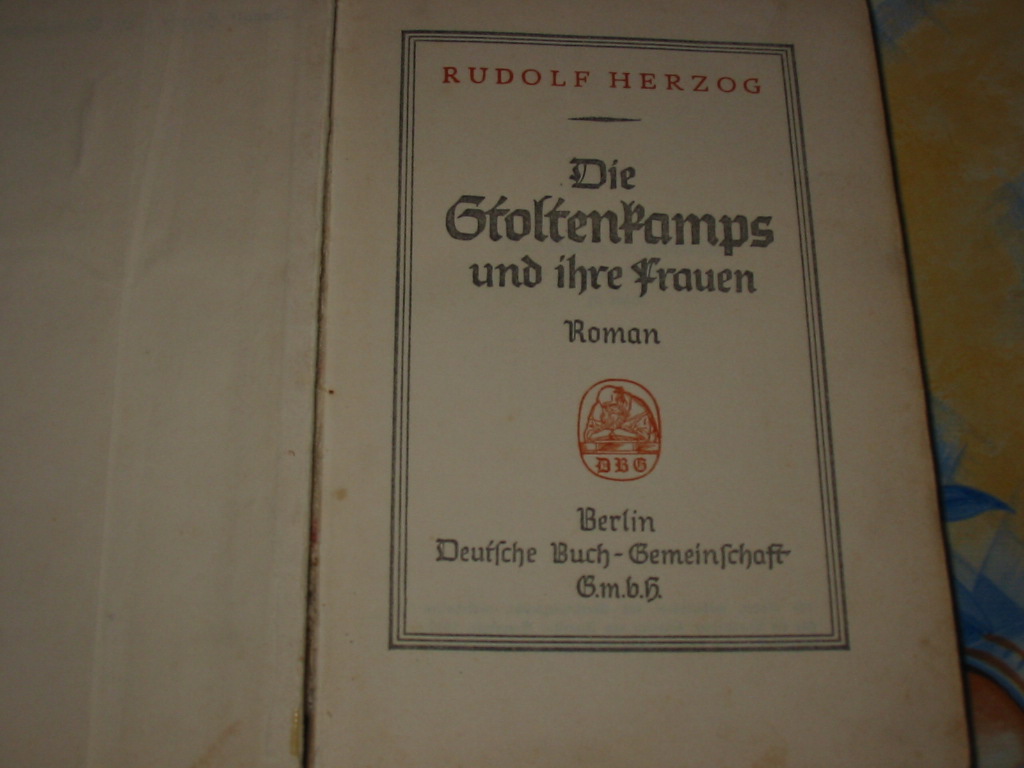 RUDOLF HERZOG
Die
Stoltenkamps
und ihre Frauen
Roman
DBG
Berlin
Deutsche Buch-Gemeinschaft
G.m.b.H.